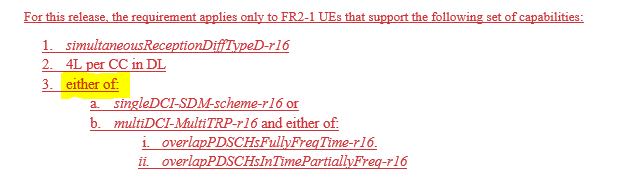 For this release, the requirement applies only to FR2-1 UEs that support the following set of capabilities:
1. simultaneousReceptionDiffTypeD-r16
2. 4L per CC in DL
3. either of:
a. singleDCI-SDM-scheme-r16 or
b. multiDCI-MultiTRP-r16 and either of:
i. overlapPDSCHsFullyFreqTime-r16.
ii. overlapPDSCHsInTimePartiallyFreq-r16